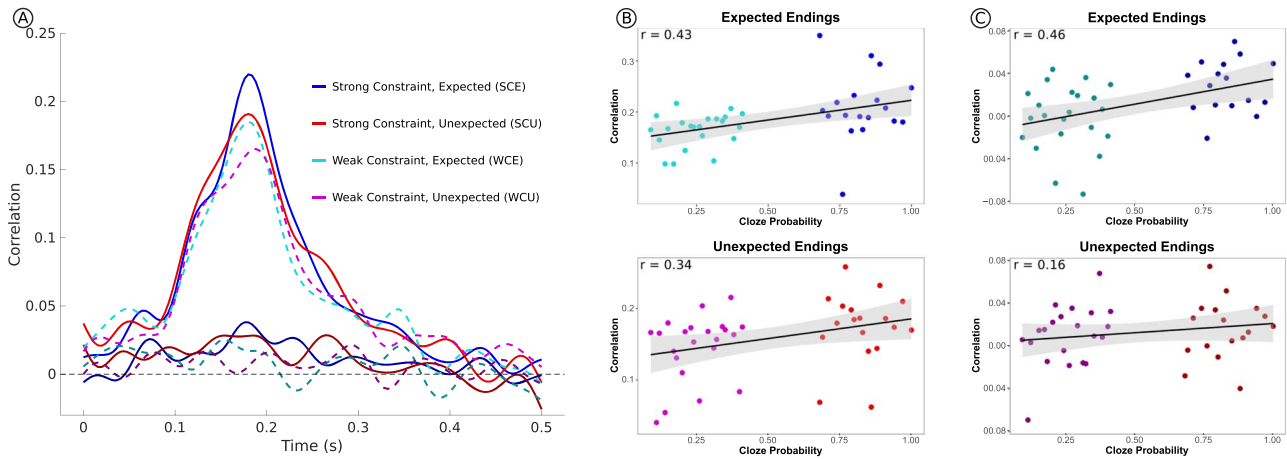 A
0.25
0.2
0.15
0.1
0.05
0
Correlation
0
0.1
0.2
0.3
0.4
0.5
Time (s)
Strong Constraint, Expected (SCE)
Strong Constraint, Unexpected (SCU)
Weak Constraint, Expected (WCE)
Weak Constraint, Unexpected (WCU)
B
Expected Endings
r = 0.43
0.3
0.2
0.1
Correlation
0.25
0.50
0.75
1.00
Cloze Probability
Unexpected Endings
r = 0.34
0.2
0.1
Correlation
0.25
0.50
0.75
1.00
Cloze Probability
C
Expected Endings
r = 0.46
0.08
0.04
0.00
00.04
−0.08
Correlation
0.25
0.50
0.75
1.00
Cloze Probability
Unexpected Endings
r = 0.16
0.08
0.04
0.00
00.04
00.08
Correlation
0.25
0.50
0.75
1.00
Cloze Probability